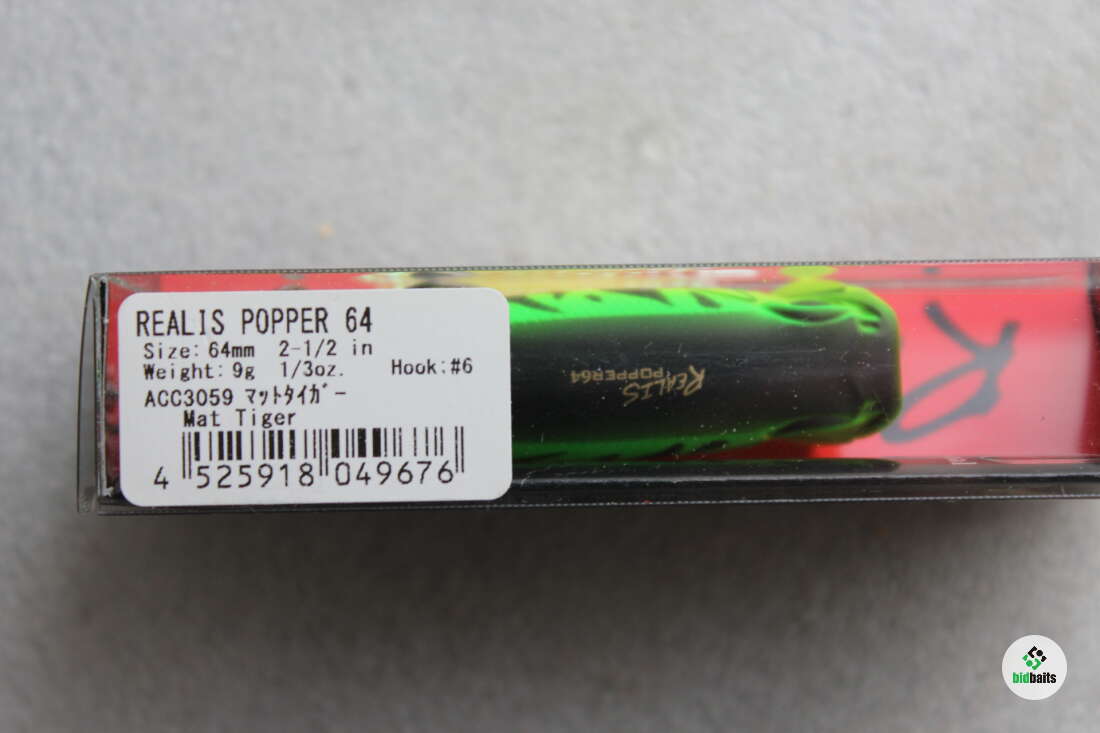 REALIS POPPER 64
Size: 64mm 2-1/2 in
Weight: 9g 1/3oz. Hook:#6
ACC3059 マットタイガー
Mat Tiger
4 525918 049676
REALIS
POPPER64
bidbaits